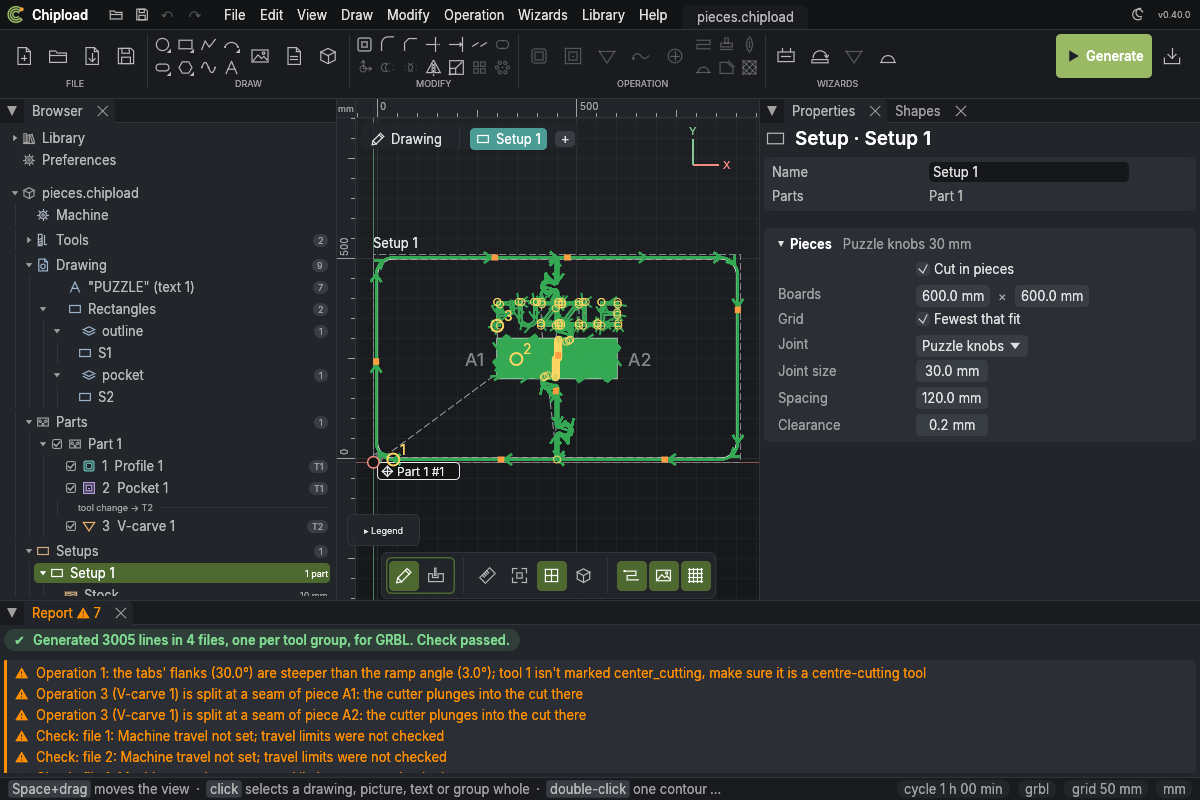 Chipload File Edit View Draw Modify Operation Wizards Library Help pieces.chipload v0.40.0
Generate
FILE DRAW MODIFY OPERATION WIZARDS
Browser
Library
Preferences
pieces.chipload
Machine
Tools 2
Drawing 9
"PUZZLE" (text 1) 7
Rectangles 2
outline 1
S1
pocket 1
S2
Parts 1
Part 1
1 Profile 1 T1
2 Pocket 1 T1
tool change → T2
3 V-carve 1 T2
Setups 1
Setup 1 1 part
Stock 10 mm
mm 0 500
Drawing Setup 1 +
Y
X
500
Setup 1
3
A1 2 A2
0
1
Part 1 #1
Legend
Properties Shapes
Setup · Setup 1
Name Setup 1
Parts Part 1
Pieces Puzzle knobs 30 mm
Cut in pieces
Boards 600.0 mm × 600.0 mm
Grid Fewest that fit
Joint Puzzle knobs
Joint size 30.0 mm
Spacing 120.0 mm
Clearance 0.2 mm
Report 7
✔ Generated 3005 lines in 4 files, one per tool group, for GRBL. Check passed.
Operation 1: the tabs' flanks (30.0°) are steeper than the ramp angle (3.0°); tool 1 isn't marked center_cutting, make sure it is a centre-cutting tool
Operation 3 (V-carve 1) is split at a seam of piece A1: the cutter plunges into the cut there
Operation 3 (V-carve 1) is split at a seam of piece A2: the cutter plunges into the cut there
Check: file 1: Machine travel not set; travel limits were not checked
Check: file 2: Machine travel not set; travel limits were not checked
Space+drag moves the view · click selects a drawing, picture, text or group whole · double-click one contour ... cycle 1 h 00 min grbl grid 50 mm mm